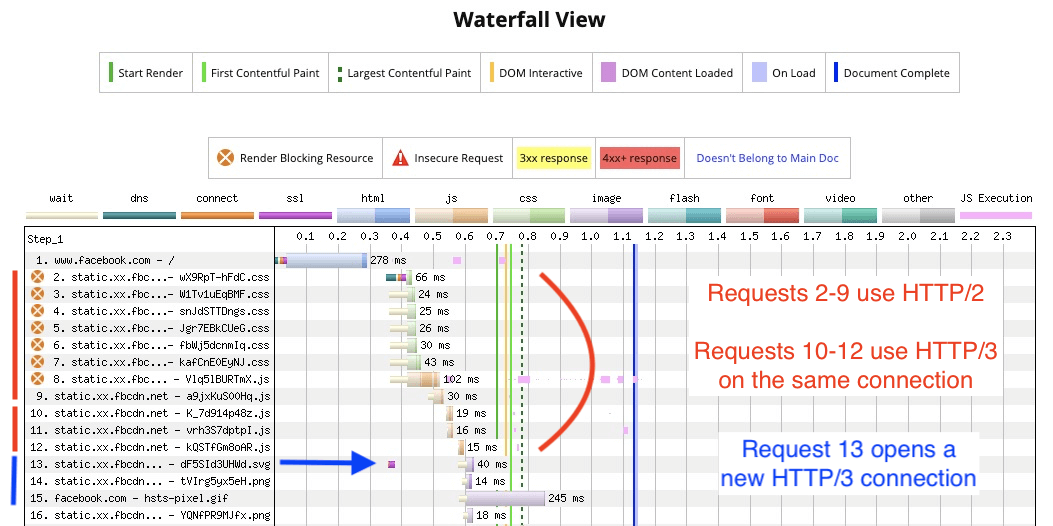 Waterfall View
Start Render
First Contentful Paint
Largest Contentful Paint
DOM Interactive
DOM Content Loaded
On Load
Document Complete
Render Blocking Resource
Insecure Request
3xx response
4xx+ response
Doesn't Belong to Main Doc
wait dns connect ssl html js css image flash font video other JS Execution
Step_1 0.1 0.2 0.3 0.4 0.5 0.6 0.7 0.8 0.9 1.0 1.1 1.2 1.3 1.4 1.5 1.6 1.7 1.8 1.9 2.0 2.1 2.2 2.3
1. www.facebook.com - / 278 ms
2. static.xx.fbc...- wX9RpT-hFdC.css 66 ms
3. static.xx.fbc...- W1Tv1uEqBMF.css 24 ms
4. static.xx.fbc...- snJdSTTDngs.css 25 ms
5. static.xx.fbc...- Jgr7EBkCUeG.css 26 ms
6. static.xx.fbc...- fbWj5dcnmIq.css 30 ms
7. static.xx.fbc...- kafCnE0EyNJ.css 43 ms
8. static.xx.fbc... - Vlq51BURTmX.js 102 ms
9. static.xx.fbcdn.net - a9jxKuS00Hq.js 30 ms
10. static.xx.fbcdn.net - K_7d914p48z.js 19 ms
11. static.xx.fbcdn.net - vrh3S7dptpI.js 16 ms
12. static.xx.fbcdn.net - kQSTfGm8oAR.js 15 ms
13. static.xx.fbcdn... - dF5SId3UHWd.svg 40 ms
14. static.xx.fbcdn... - tVIrg5yx5eH.png 14 ms
15. facebook.com - hsts-pixel.gif 245 ms
16. static.xx.fbcdn... - YQNfPR9MJfx.png 18 ms
Requests 2-9 use HTTP/2
Requests 10-12 use HTTP/3
on the same connection
Request 13 opens a
new HTTP/3 connection